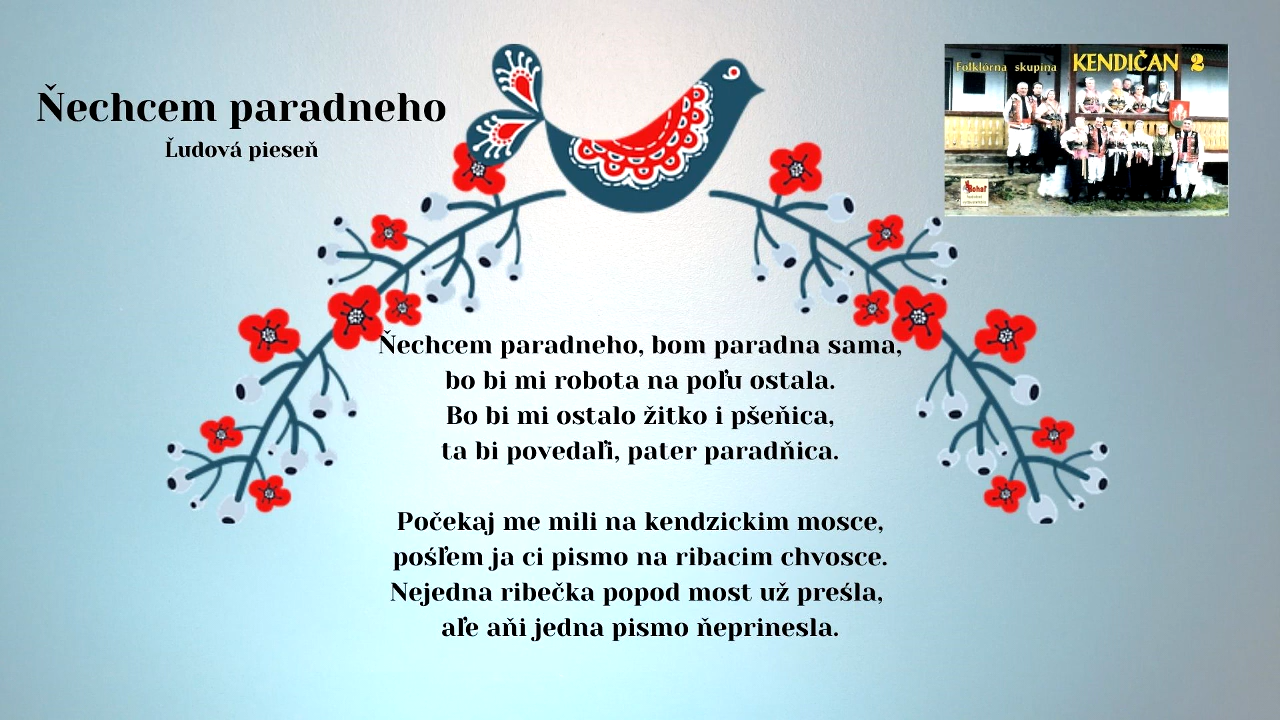 Ňechcem paradneho
Ľudová pieseň
Folklórna skupina KENDIČAN 2
Ňechcem paradneho, bom paradna sama,
bo bi mi robota na poľu ostala.
Bo bi mi ostalo žitko i pšeňica,
ta bi povedaľi, pater paradňica.
Počekaj me mili na kendzickim mosce,
pośľem ja ci pismo na ribacim chvosce.
Nejedna ribečka popod most už preśla,
aľe aňi jedna pismo ňeprinesla.